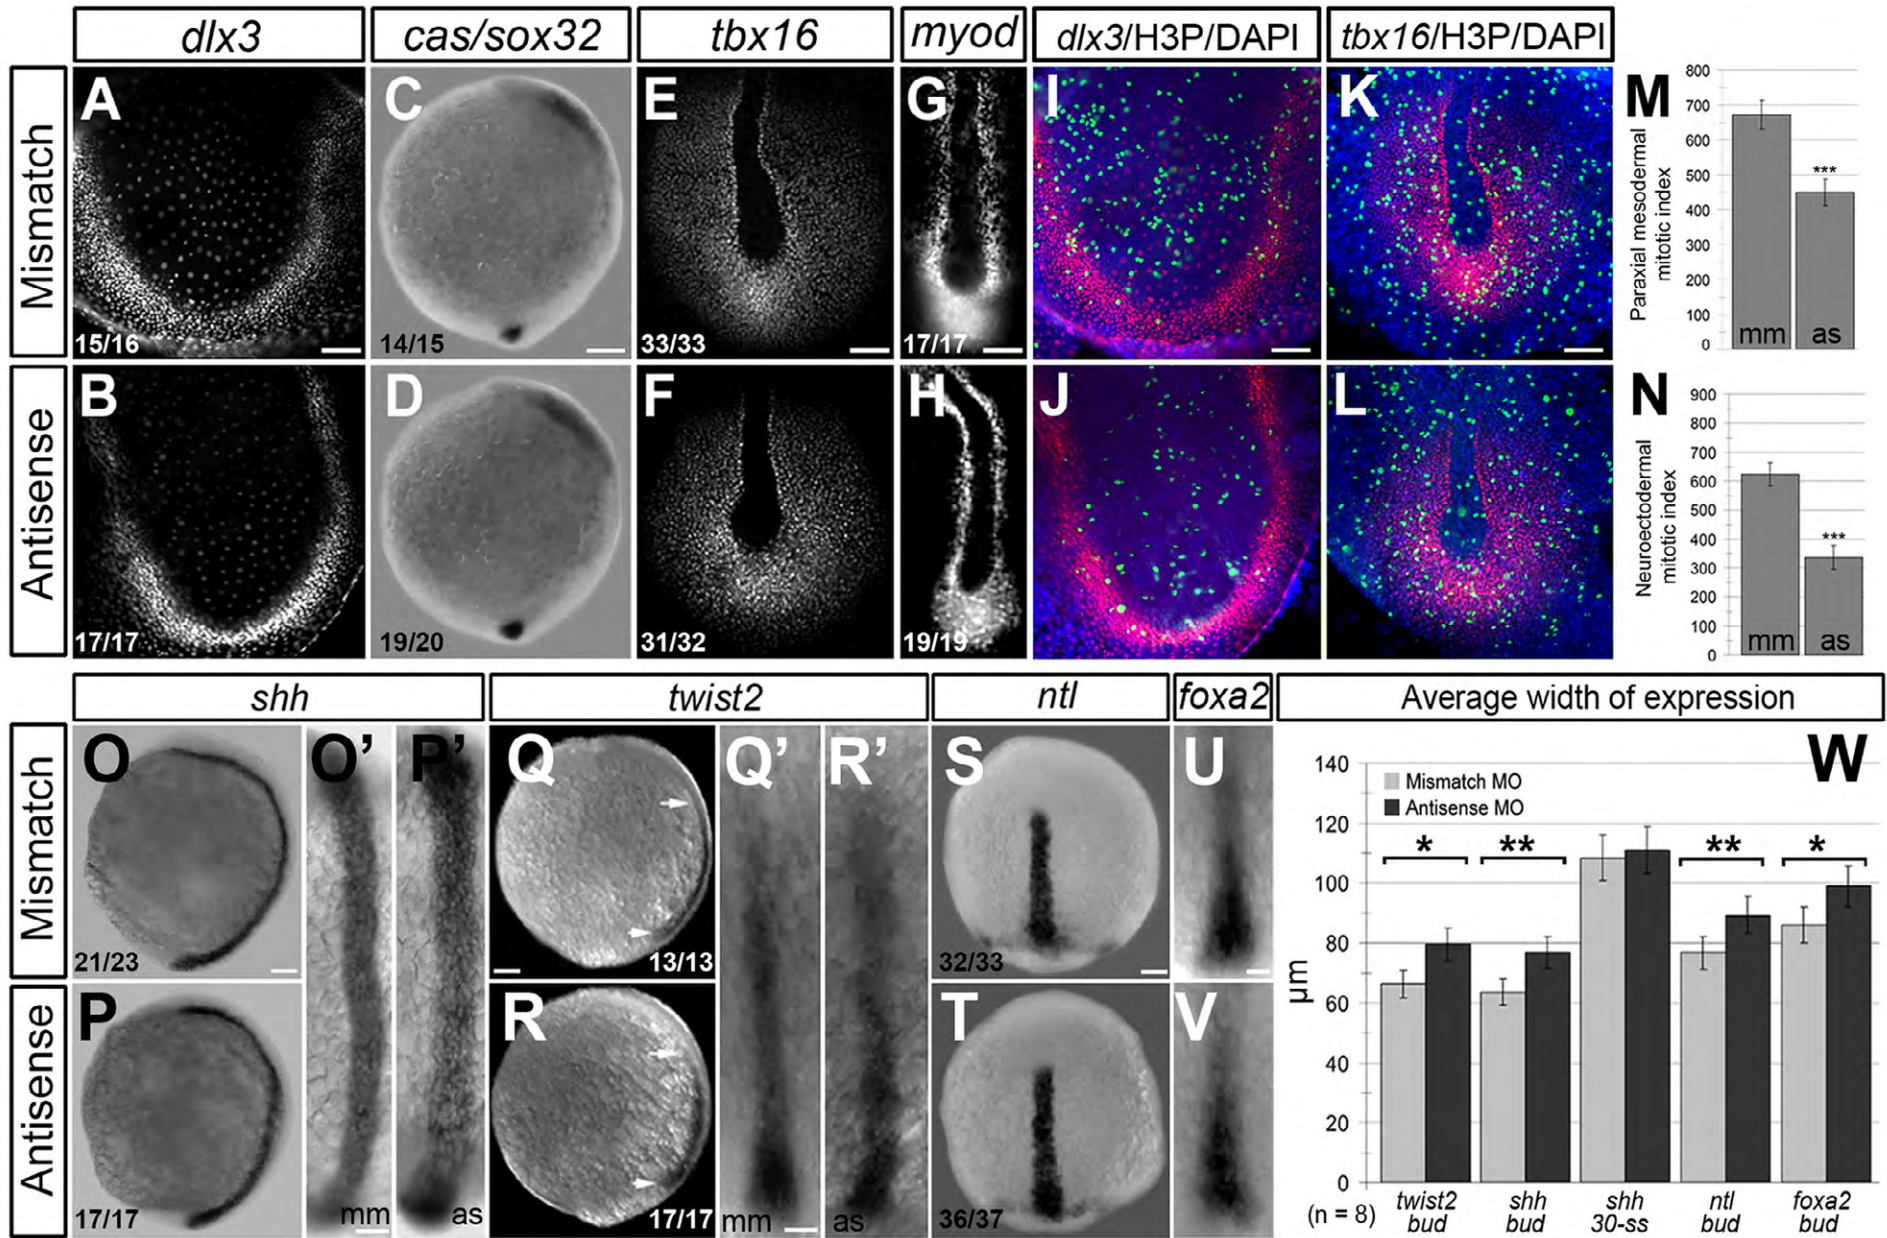 dlx3 cas/sox32 tbx16 myod dlx3/H3P/DAPI tbx16/H3P/DAPI
Mismatch
A
15/16
C
14/15
E
33/33
G
17/17
I
K
M
800
700
600
500
400
300
200
100
0
Paraxial mesodermal
mitotic index
***
mm as
Antisense
B
17/17
D
19/20
F
31/32
H
19/19
J
L
N
900
800
700
600
500
400
300
200
100
0
Neuroectodermal
mitotic index
***
mm as
shh twist2 ntl foxa2 Average width of expression
Mismatch
O
21/23
O’
mm
P’
as
Q
13/13
Q’
mm
R’
as
S
32/33
U
Antisense
P
17/17
R
17/17
T
36/37
V
W
140
120
100
80
60
40
20
0
µm
Mismatch MO
Antisense MO
* ** ** *
(n = 8)
twist2 shh shh ntl foxa2
bud bud 30-ss bud bud